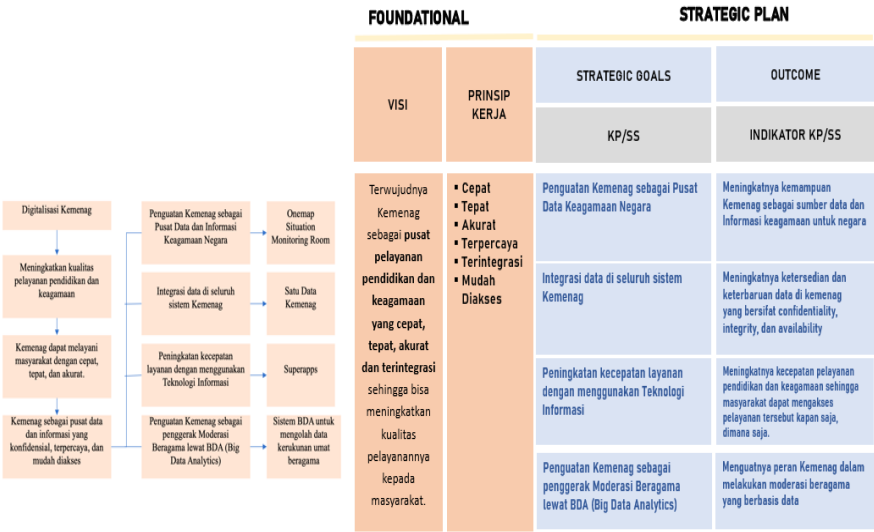 Digitalisasi Kemenag
Meningkatkan kualitas
pelayanan pendidikan dan
keagamaan
Kemenag dapat melayani
masyarakat dengan cepat,
tepat, dan akurat.
Kemenag sebagai pusat data
dan informasi yang
konfidensial, terpercaya, dan
mudah diakses
Penguatan Kemenag sebagai
Pusat Data dan Informasi
Keagamaan Negara
Onemap
Situation
Monitoring Room
Integrasi data di seluruh
sistem Kemenag
Satu Data
Kemenag
Peningkatan kecepatan
layanan dengan menggunakan
Teknologi Informasi
Superapps
Penguatan Kemenag sebagai
penggerak Moderasi
Beragama lewat BDA (Big
Data Analytics)
Sistem BDA untuk
mengolah data
kerukunan umat
beragama
FOUNDATIONAL
STRATEGIC PLAN
VISI
PRINSIP
KERJA
STRATEGIC GOALS
OUTCOME
KP/SS
INDIKATOR KP/SS
Terwujudnya
Kemenag
sebagai pusat
pelayanan
pendidikan dan
keagamaan
yang cepat,
tepat, akurat
dan terintegrasi
sehingga bisa
meningkatkan
kualitas
pelayanannya
kepada
masyarakat.
▪ Cepat
▪ Tepat
▪ Akurat
▪ Terpercaya
▪ Terintegrasi
▪ Mudah
Diakses
Penguatan Kemenag sebagai Pusat
Data Keagamaan Negara
Meningkatnya kemampuan
Kemenag sebagai sumber data dan
Informasi keagamaan untuk negara
Integrasi data di seluruh sistem
Kemenag
Meningkatnya ketersedian dan
keterbaruan data di kemenag
yang bersifat confidentiality,
integrity, dan availability
Peningkatan kecepatan layanan
dengan menggunakan Teknologi
Informasi
Meningkatnya kecepatan pelayanan
pendidikan dan keagamaan sehingga
masyarakat dapat mengakses
pelayanan tersebut kapan saja,
dimana saja.
Penguatan Kemenag sebagai
penggerak Moderasi Beragama
lewat BDA (Big Data Analytics)
Menguatnya peran Kemenag dalam
melakukan moderasi beragama
yang berbasis data